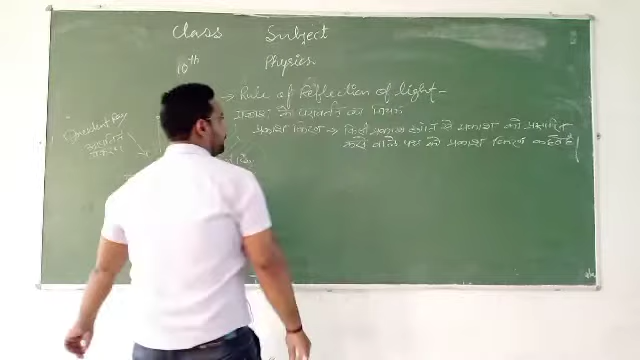 Class Subject
10th Physics
→ Rule of Reflection of light -
प्रकाश के परावर्तन का नियम
प्रकाश किरण → किसी प्रकाश स्रोत से प्रकाश को प्रसारित
करने वाले पथ को प्रकाश किरण कहते हैं|
Ray